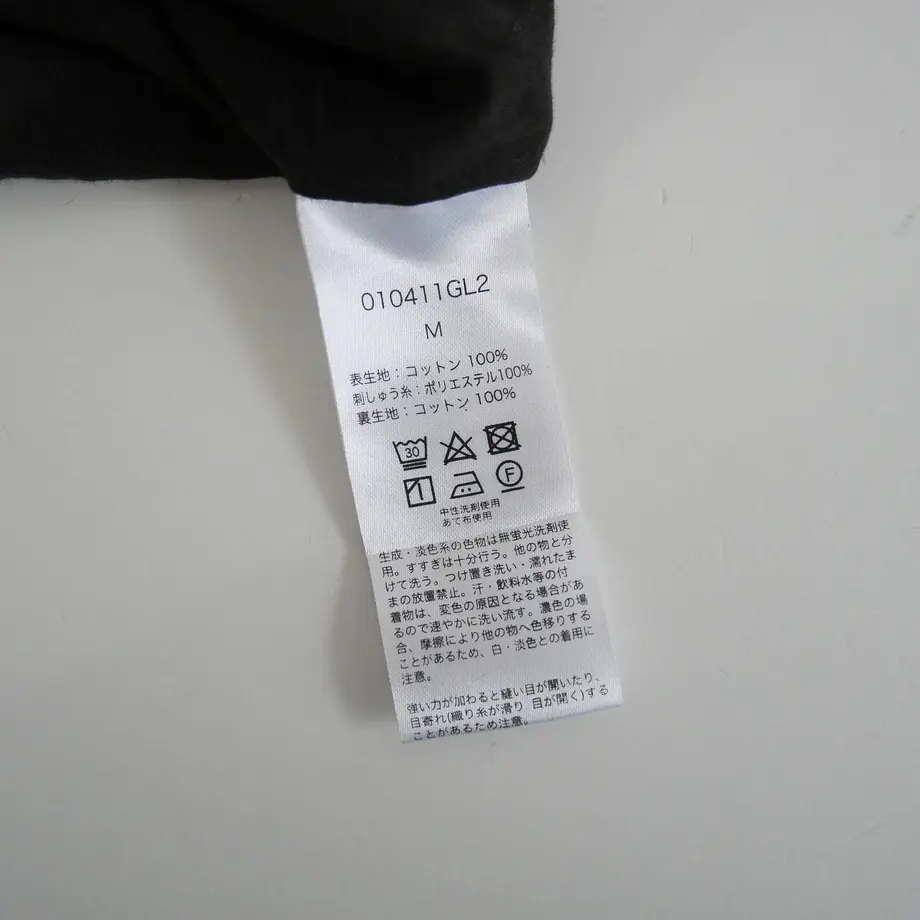 010411GL2
M
表生地：コットン 100%
刺しゅう糸：ポリエステル100%
裏生地：コットン 100%
30
F
中性洗剤使用
あて布使用
生成・淡色系の色物は無蛍光洗剤使
用。すすぎは十分行う。他の物と分
けて洗う。つけ置き洗い・濡れたま
まの放置禁止。汗・飲料水等の付
着物は、変色の原因となる場合があ
るので速やかに洗い流す。濃色の場
合、摩擦により他の物へ色移りする
ことがあるため、白・淡色との着用に
注意。
強い力が加わると縫い目が開いたり、
目寄れ(織り糸が滑り 目が開く)する
ことがあるため注意。